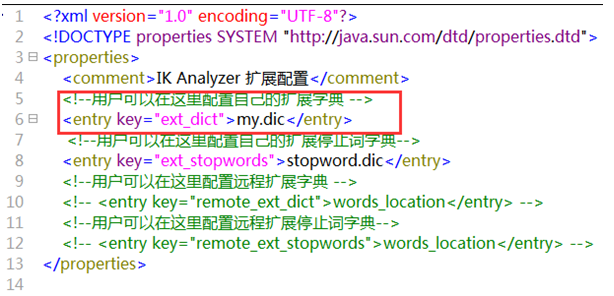 1 <?xml version="1.0" encoding="UTF-8"?>
2 <!DOCTYPE properties SYSTEM "http://java.sun.com/dtd/properties.dtd">
3 <properties>
4 <comment>IK Analyzer 扩展配置</comment>
5 <!--用户可以在这里配置自己的扩展字典 -->
6 <entry key="ext_dict">my.dic</entry>
7 <!--用户可以在这里配置自己的扩展停止词字典-->
8 <entry key="ext_stopwords">stopword.dic</entry>
9 <!--用户可以在这里配置远程扩展字典 -->
10 <!-- <entry key="remote_ext_dict">words_location</entry> -->
11 <!--用户可以在这里配置远程扩展停止词字典-->
12 <!-- <entry key="remote_ext_stopwords">words_location</entry> -->
13 </properties>